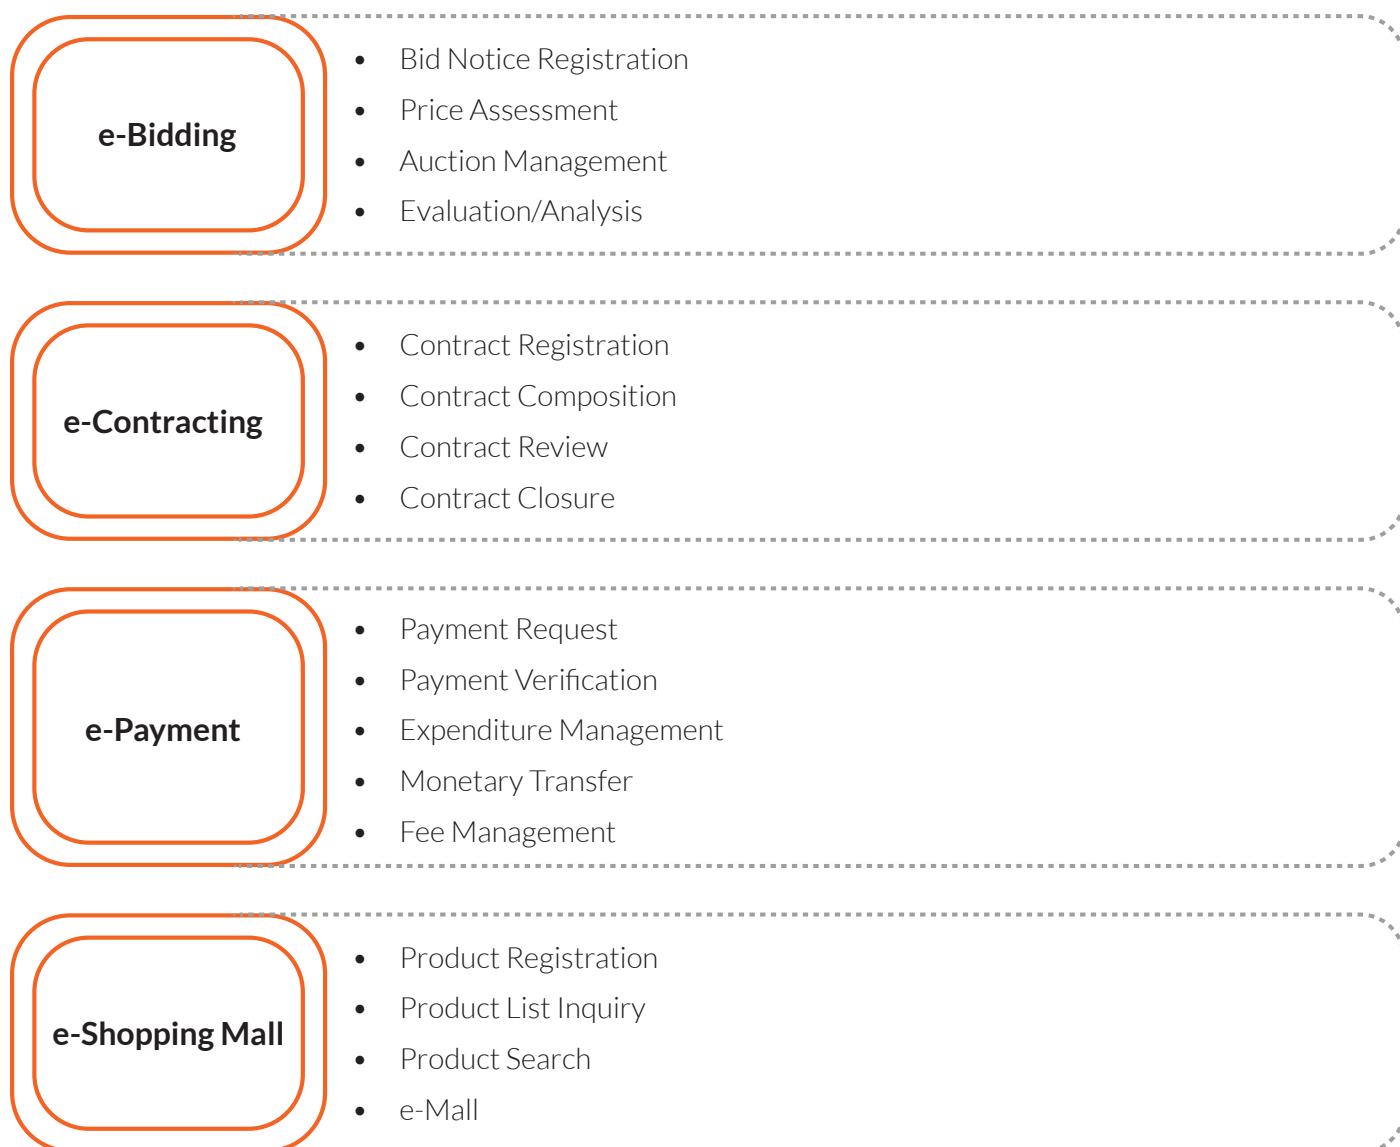 e-Bidding
• Bid Notice Registration
• Price Assessment
• Auction Management
• Evaluation/Analysis
e-Contracting
• Contract Registration
• Contract Composition
• Contract Review
• Contract Closure
e-Payment
• Payment Request
• Payment Verification
• Expenditure Management
• Monetary Transfer
• Fee Management
e-Shopping Mall
• Product Registration
• Product List Inquiry
• Product Search
• e-Mall